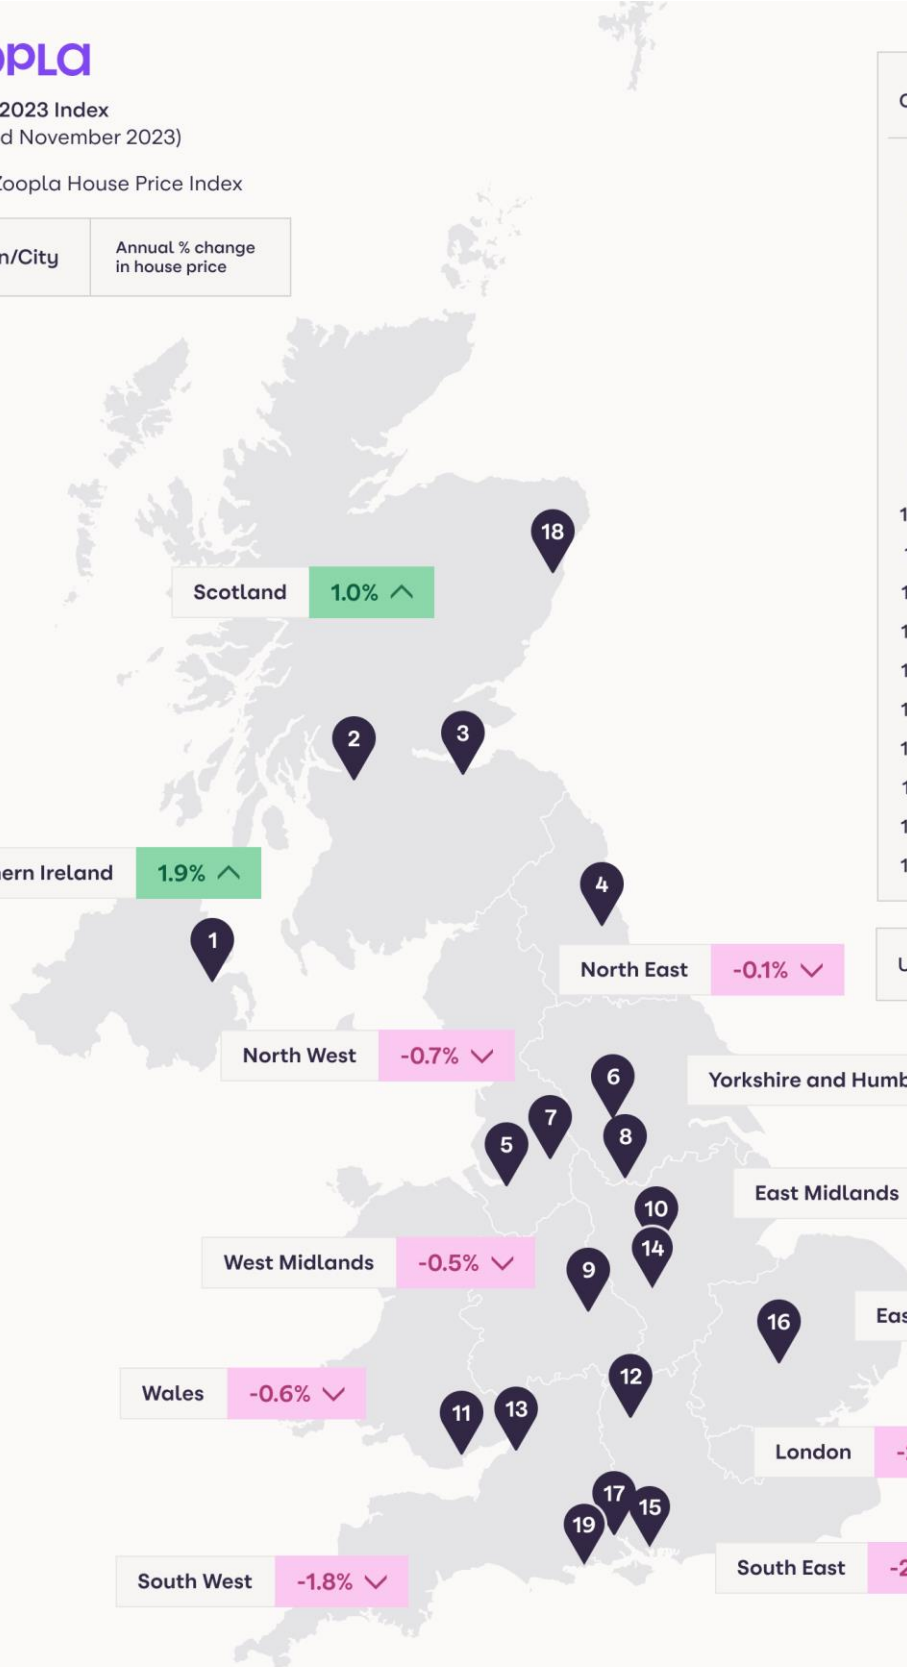 opla
2023 Index
d November 2023)
Zoopla House Price Index
n/City
Annual % change
in house price
18
Scotland 1.0%
2
3
ern Ireland 1.9%
4
1
North East -0.1%
North West -0.7%
6
Yorkshire and Humb
7
8
5
East Midlands
10
14
West Midlands -0.5%
9
16
Eas
12
Wales -0.6%
11
13
London
17
15
19
South East -2
South West -1.8%